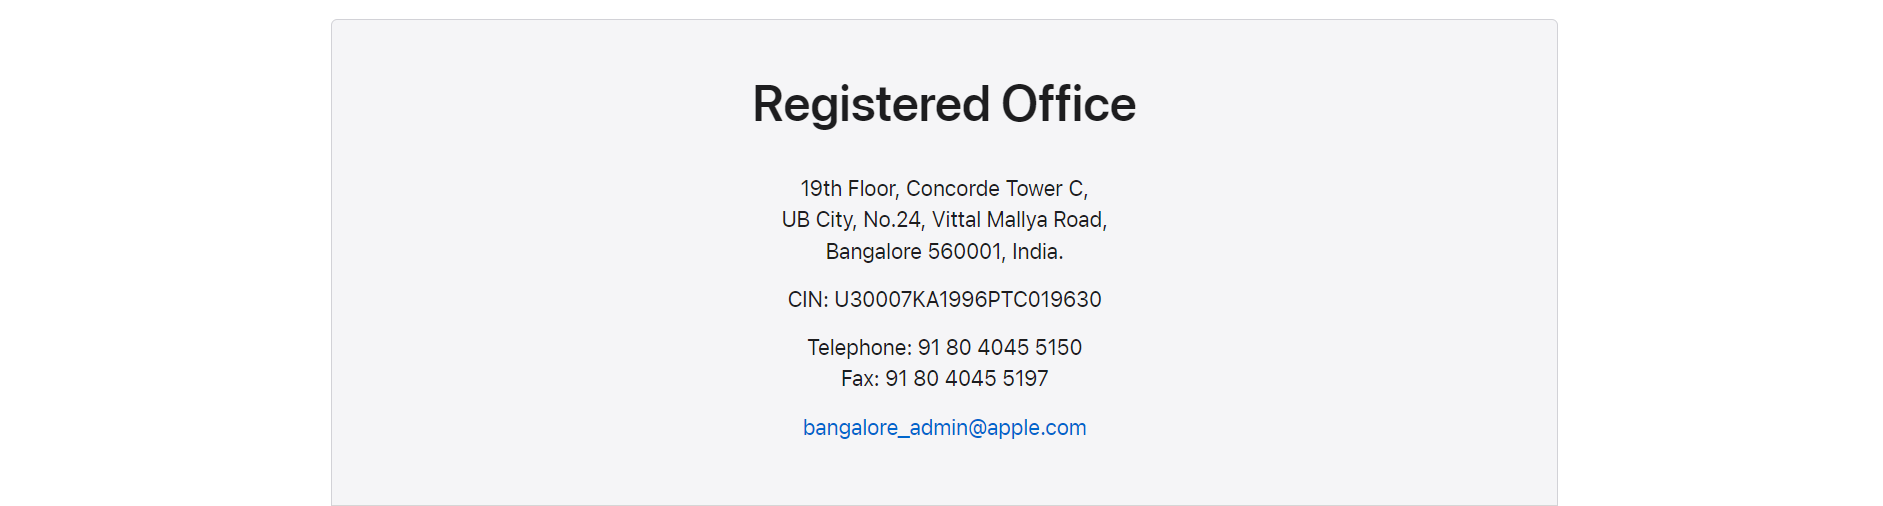 Registered Office
19th Floor, Concorde Tower C,
UB City, No.24, Vittal Mallya Road,
Bangalore 560001, India.
CIN: U30007KA1996PTC019630
Telephone: 91 80 4045 5150
Fax: 91 80 4045 5197
bangalore_admin@apple.com